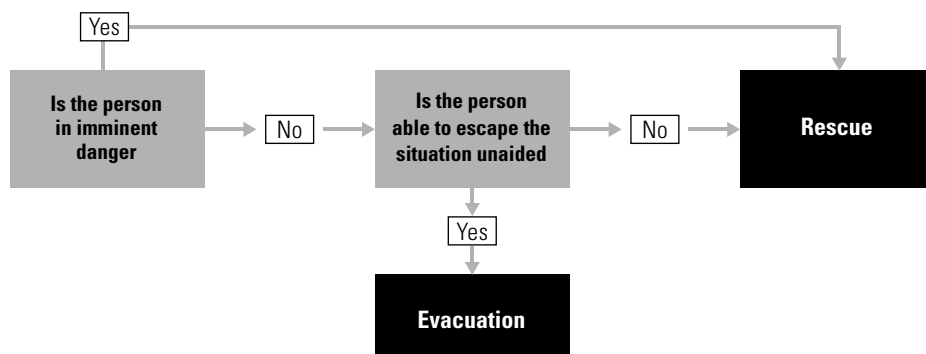 Yes
Is the person
in imminent
danger
No
Is the person
able to escape the
situation unaided
No
Rescue
Yes
Evacuation